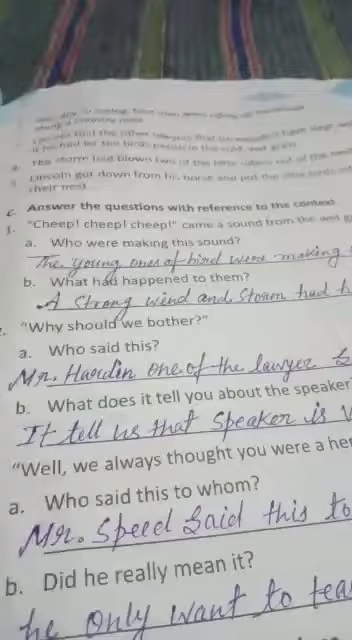 along a country road.
The storm had blown two of the little robins out of the nest
Lincoln got down from his horse and put the little birds
their nest.
c. Answer the questions with reference to the context.
1. "Cheep! cheep! cheep!" came a sound from the wet
a. Who were making this sound?
The young ones of bird were making
b. What had happened to them?
A Strong wind and Storm had h
"Why should we bother?"
a. Who said this?
Mr. Hardin one of the lawyer
b. What does it tell you about the speaker
It tell us that Speaker is
"Well, we always thought you were a her
a. Who said this to whom?
Mr. Speed Said this to
b. Did he really mean it?
he only want to tea